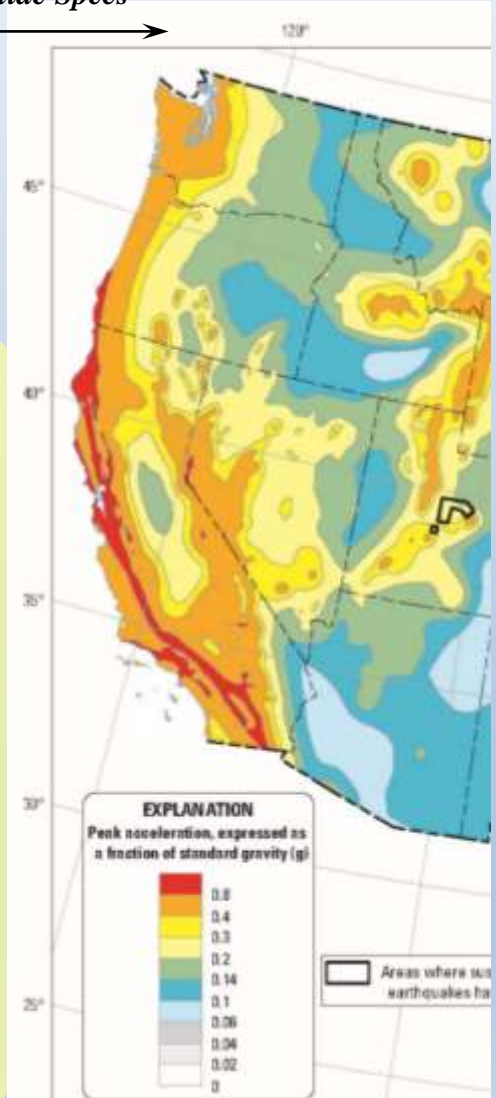 Specs
120°
45°
40°
35°
30°
25°
EXPLANATION
Peak acceleration, expressed as
a fraction of standard gravity (g)
0.8
0.4
0.3
0.2
0.14
0.1
0.06
0.04
0.02
0
Areas where
earthquakes